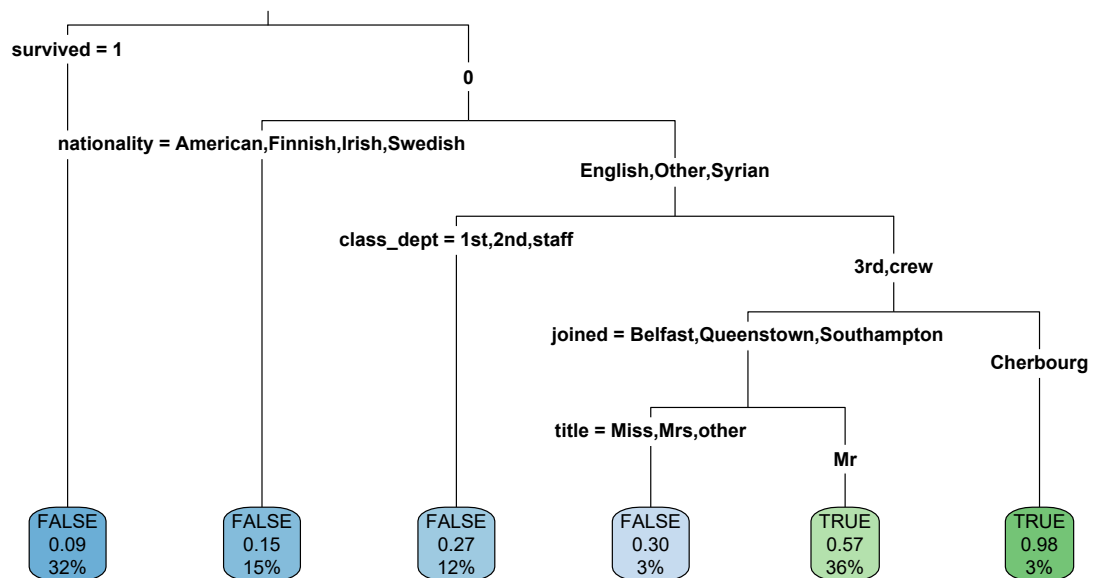 survived = 1
0
nationality = American,Finnish,Irish,Swedish
English,Other,Syrian
class_dept = 1st,2nd,staff
3rd,crew
joined = Belfast,Queenstown,Southampton
Cherbourg
title = Miss,Mrs,other
Mr
FALSE
0.09
32%
FALSE
0.15
15%
FALSE
0.27
12%
FALSE
0.30
3%
TRUE
0.57
36%
TRUE
0.98
3%